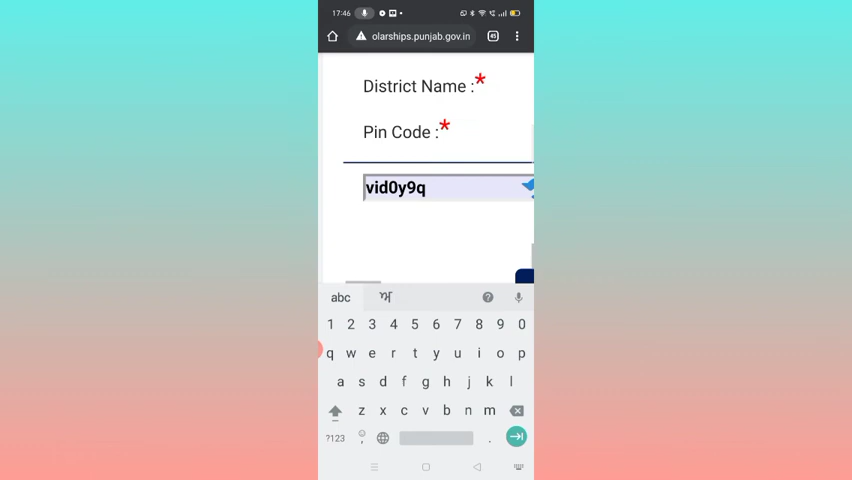 17:46
45
olarships.punjab.gov.in
District Name :*
Pin Code :*
vid0y9q
abc ਅ ?
1 2 3 4 5 6 7 8 9 0
q w e r t y u i o p
a s d f g h j k l
z x c v b n m
?123 , .